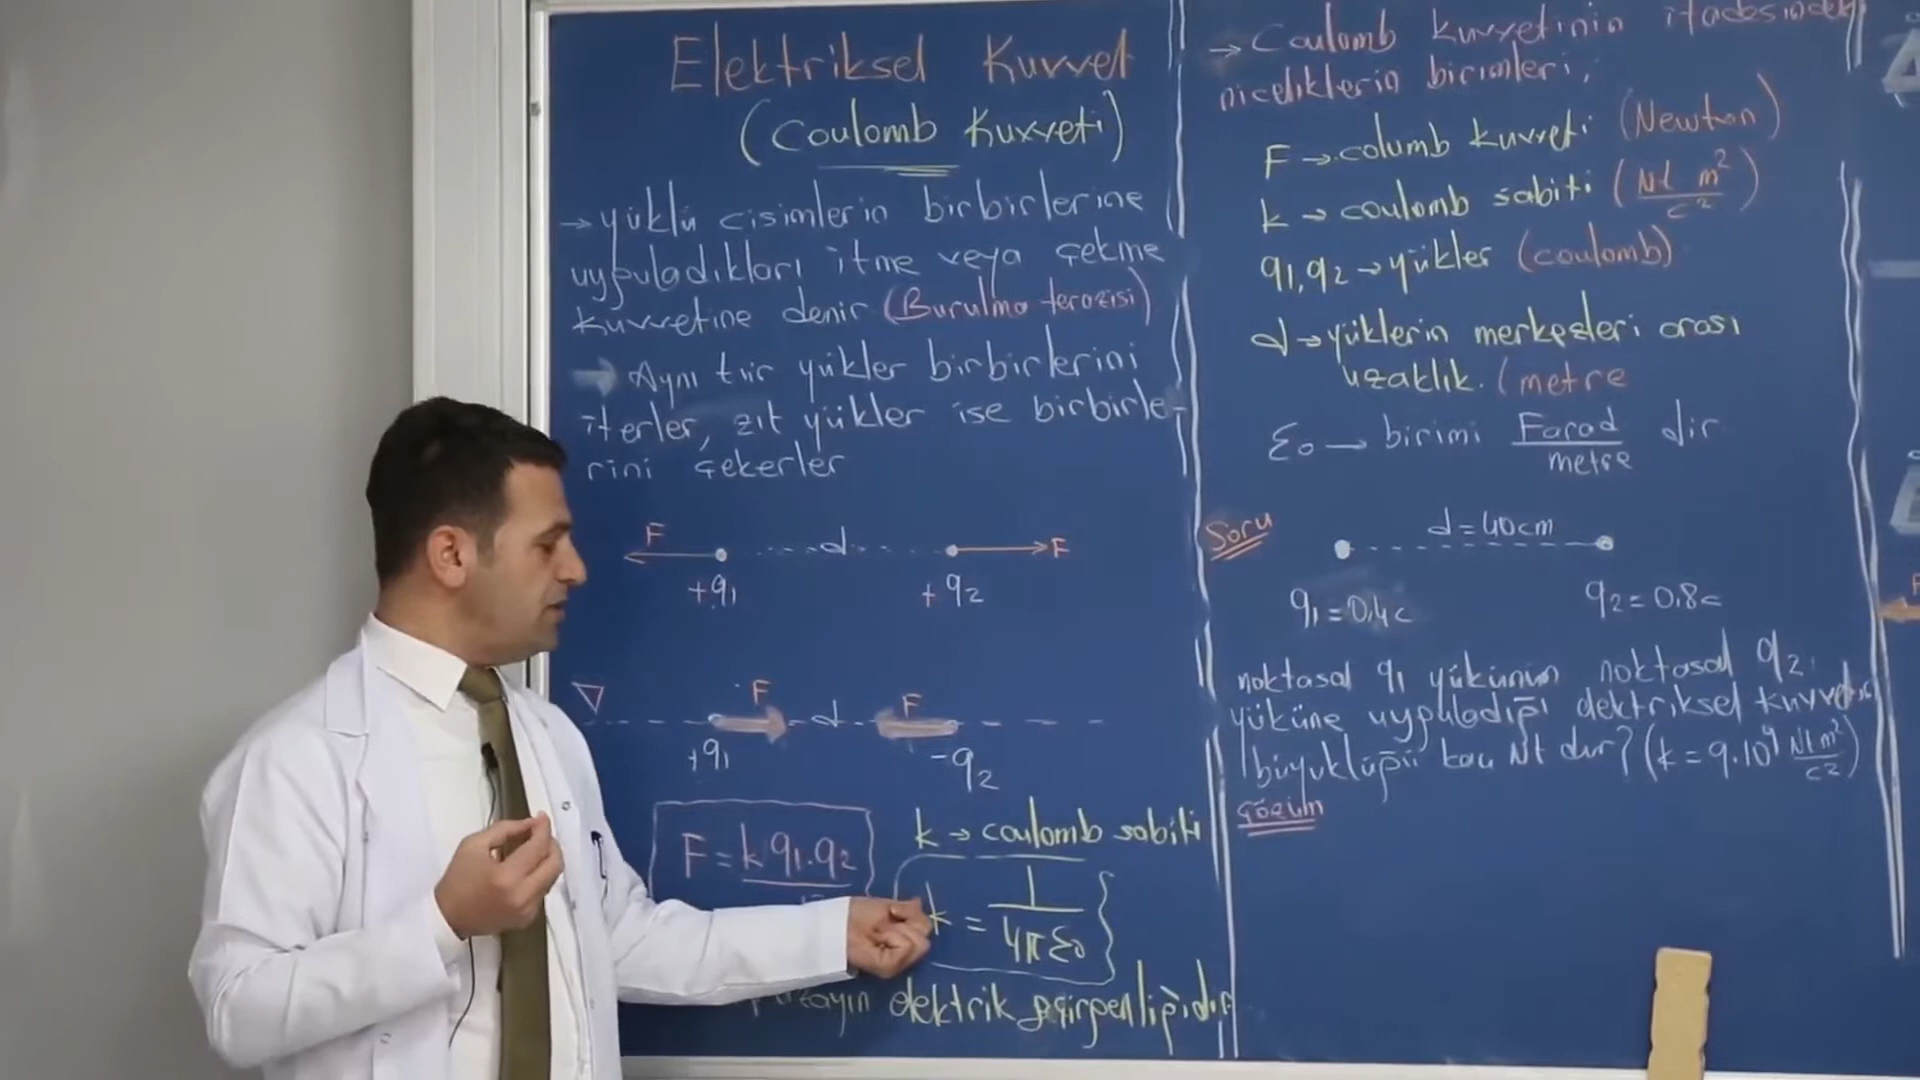 Elektriksel Kuvvet
(Coulomb Kuvveti)
→ yüklü cisimlerin birbirlerine
uyguladıkları itme veya çekme
kuvvetine denir (Burulma terazisi)
→ Aynı tür yükler birbirlerini
iterler, zıt yükler ise birbirle-
rini çekerler
F d F
+q1 +q2
F d F
+q1 -q2
F = k q1.q2
k → coulomb sabiti
k = 1 / 4πε0
uzayın elektrik geçirgenliğidir
→ Coulomb kuvvetinin ifadesindeki
niceliklerin birimleri;
F → columb kuvveti (Newton)
k → coulomb sabiti (Nt m² / c²)
q1,q2 → yükler (coulomb)
d → yüklerin merkezleri arası
uzaklık. (metre
ε0 → birimi Farad / metre dir
Soru
d = 40cm
q1 = 0,4c q2 = 0,8c
noktasal q1 yükünün noktasal q2
yüküne uyguladığı elektriksel
büyüklüğü kaç Nt dur? (k = 9.10⁹ Nt m² / c²)
çözüm